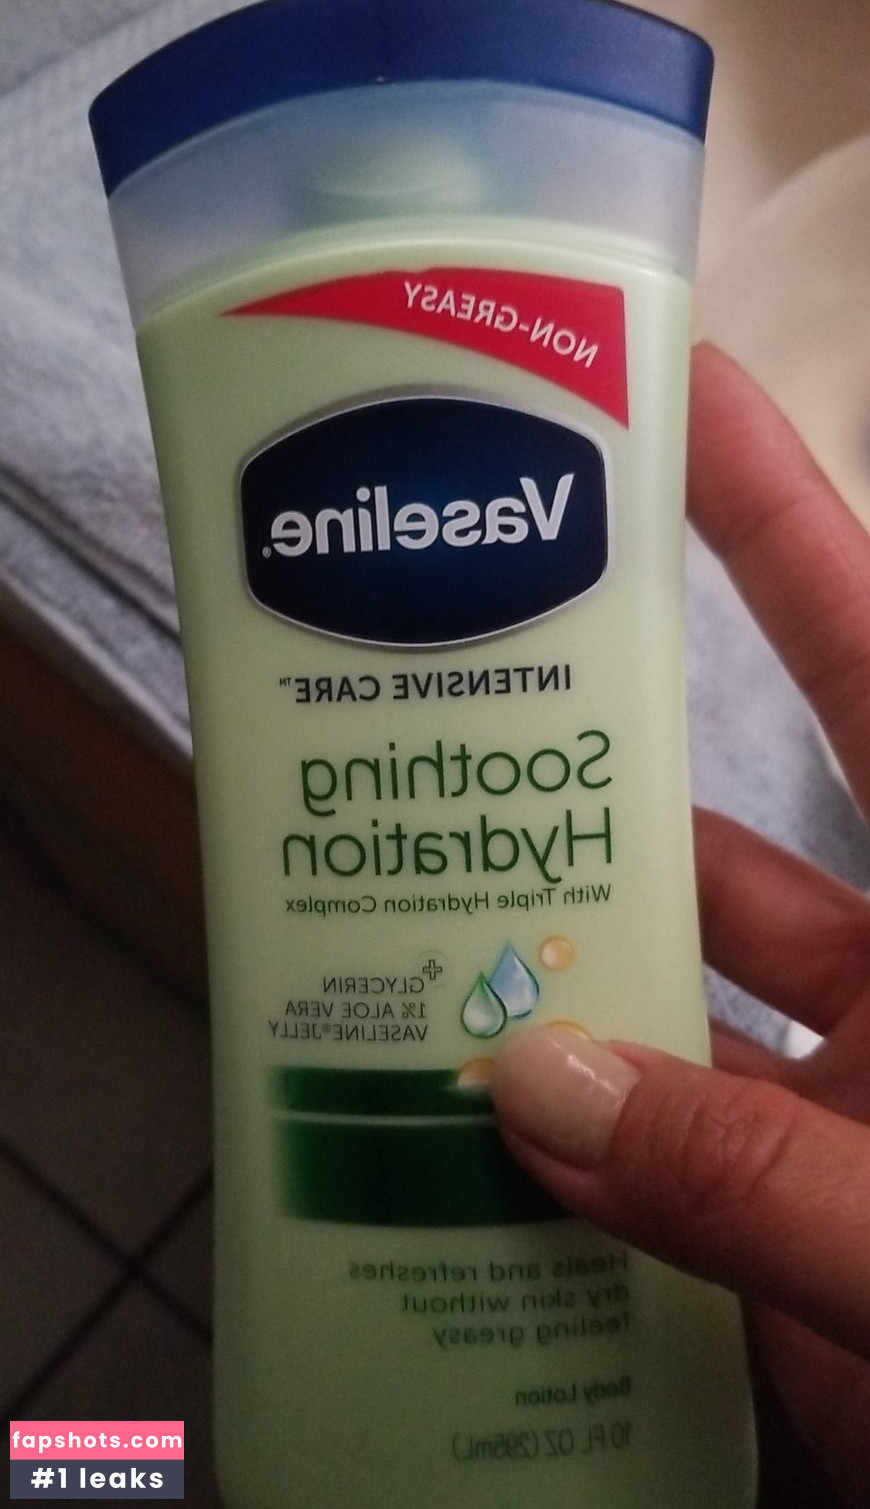 NON-GREASY
Vaseline®
INTENSIVE CARE™
Soothing
Hydration
With Triple Hydration Complex
+
GLYCERIN
1% ALOE VERA
VASELINE® JELLY
Heals and refreshes
dry skin without
feeling greasy
Body Lotion
10 FL OZ (295mL)
fapshots.com
#1 leaks